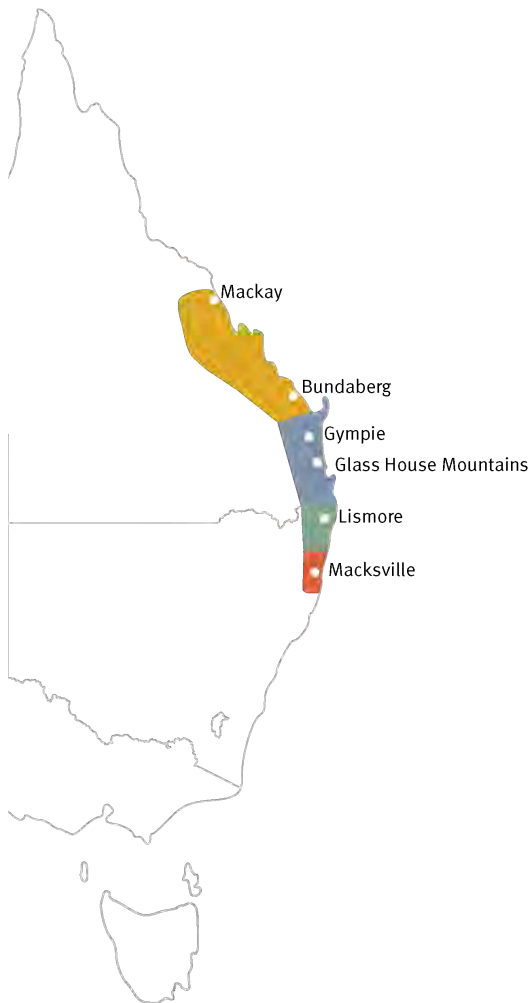 Mackay
Bundaberg
Gympie
Glass House Mountains
Lismore
Macksville